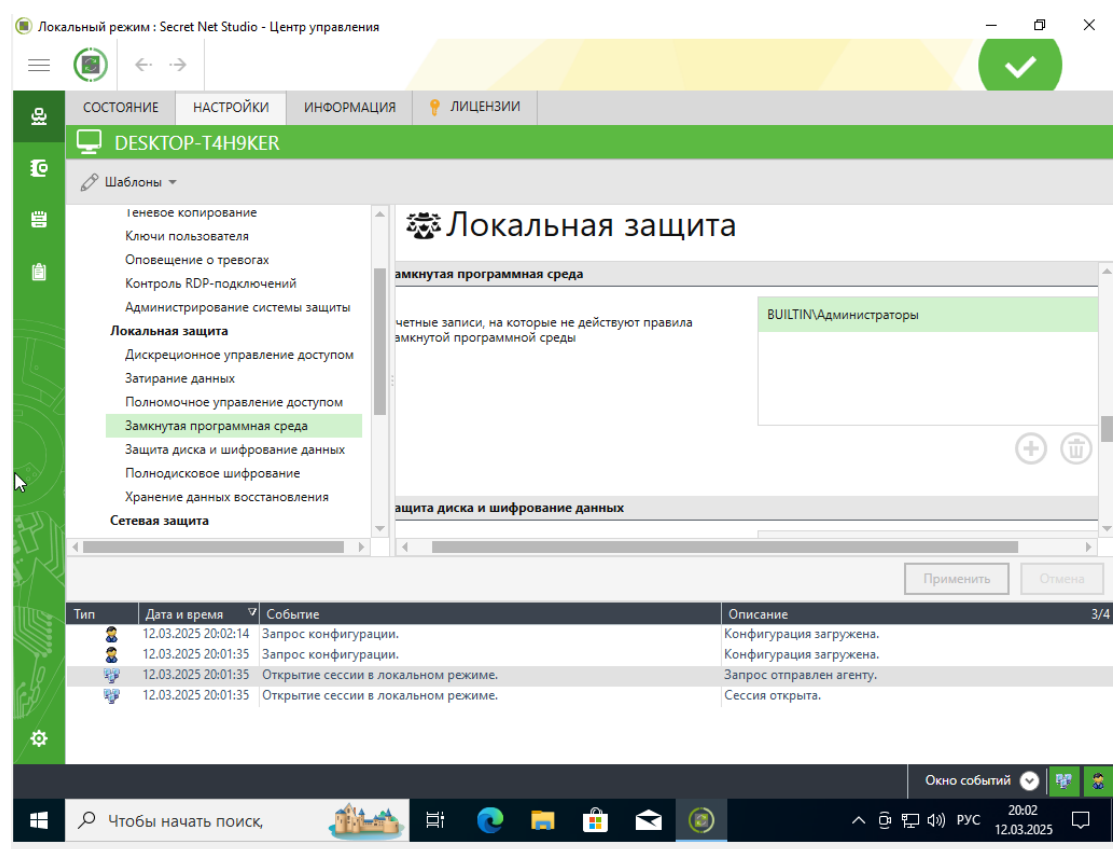 Локальный режим : Secret Net Studio - Центр управления
СОСТОЯНИЕ НАСТРОЙКИ ИНФОРМАЦИЯ ЛИЦЕНЗИИ
DESKTOP-T4H9KER
Шаблоны
Теневое копирование
Ключи пользователя
Оповещение о тревогах
Контроль RDP-подключений
Администрирование системы защиты
Локальная защита
Дискреционное управление доступом
Затирание данных
Полномочное управление доступом
Замкнутая программная среда
Защита диска и шифрование данных
Полнодисковое шифрование
Хранение данных восстановления
Сетевая защита
Локальная защита
амкнутая программная среда
четные записи, на которые не действуют правила
амкнутой программной среды
BUILTIN\Администраторы
ащита диска и шифрование данных
Применить Отмена
Тип Дата и время Событие Описание 3/4
12.03.2025 20:02:14 Запрос конфигурации. Конфигурация загружена.
12.03.2025 20:01:35 Запрос конфигурации. Конфигурация загружена.
12.03.2025 20:01:35 Открытие сессии в локальном режиме. Запрос отправлен агенту.
12.03.2025 20:01:35 Открытие сессии в локальном режиме. Сессия открыта.
Окно событий
Чтобы начать поиск,
РУС
20:02
12.03.2025